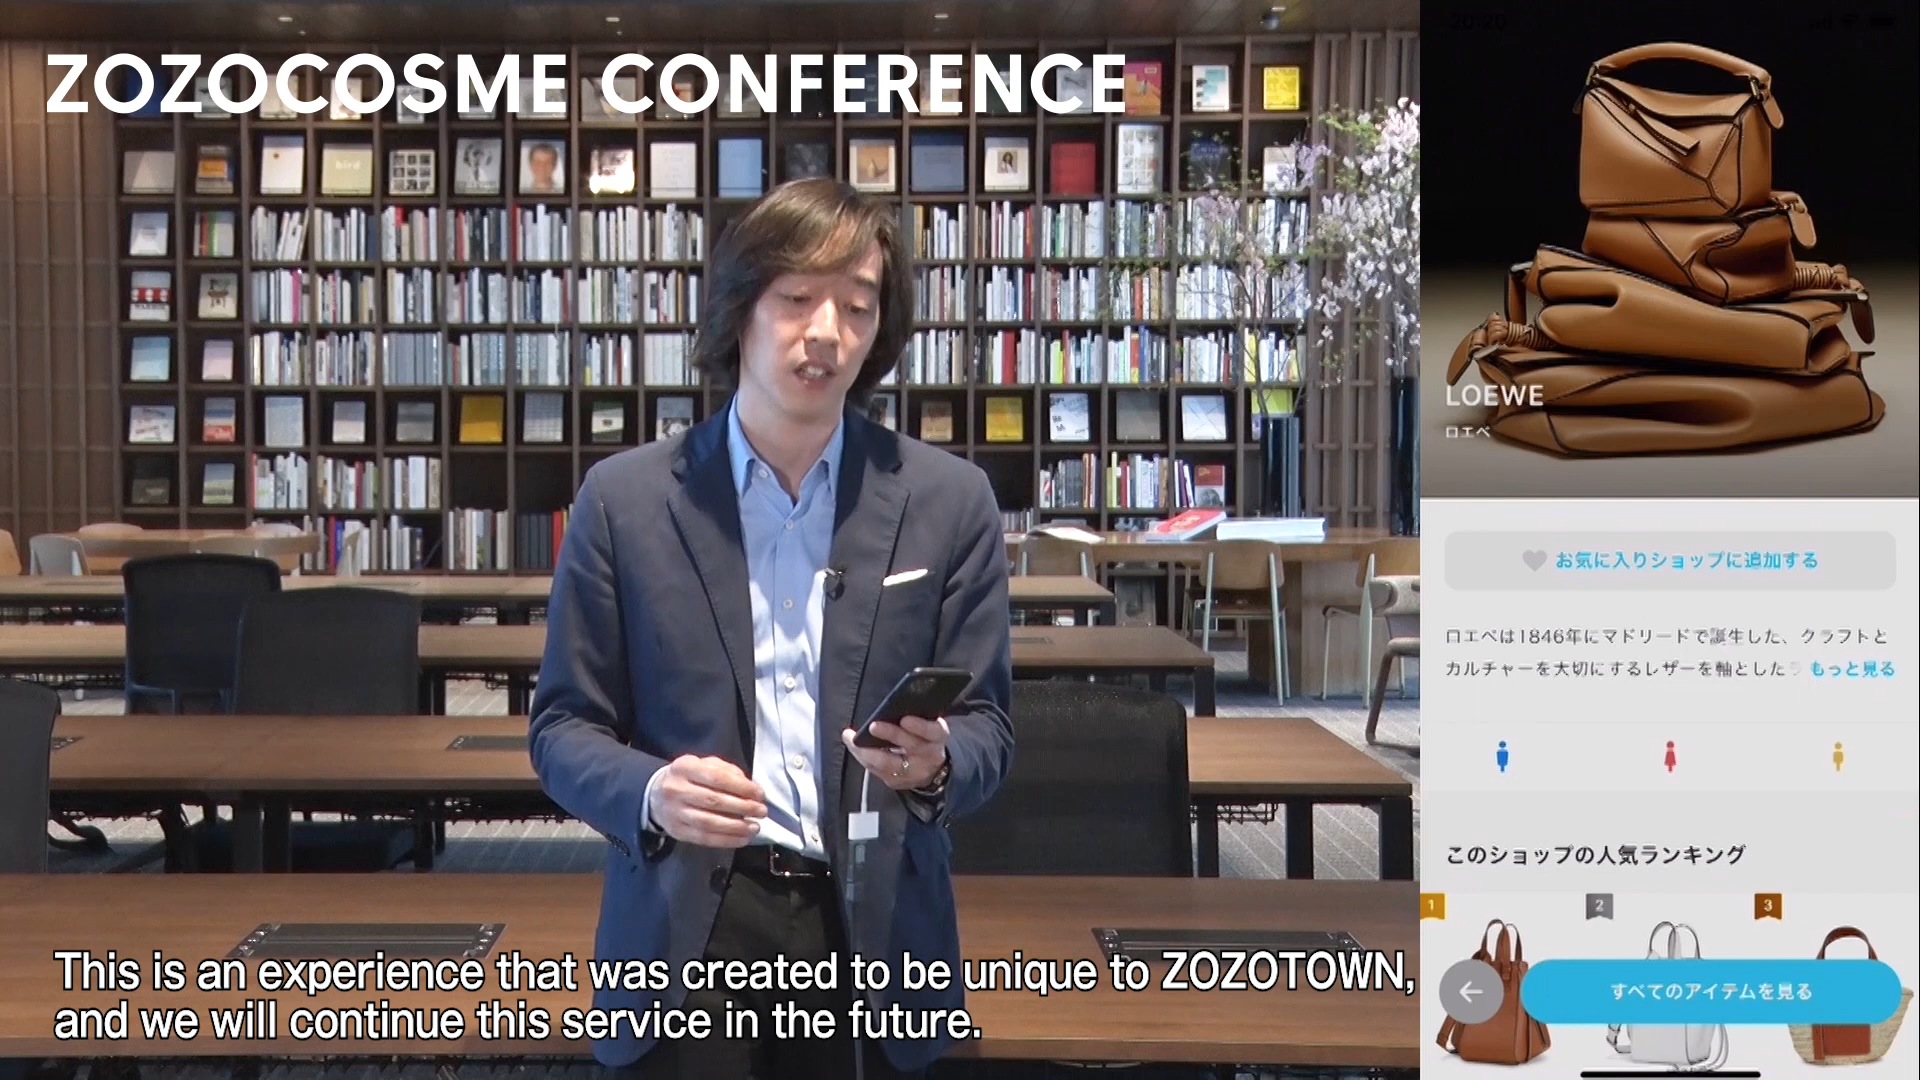 ZOZOCOSME CONFERENCE
bird
This is an experience that was created to be unique to ZOZOTOWN,
and we will continue this service in the future.
LOEWE
ロエベ
お気に入りショップに追加する
ロエベは1846年にマドリードで誕生した、クラフトと
カルチャーを大切にするレザーを軸とした
もっと見る
このショップの人気ランキング
1
2
3
すべてのアイテムを見る